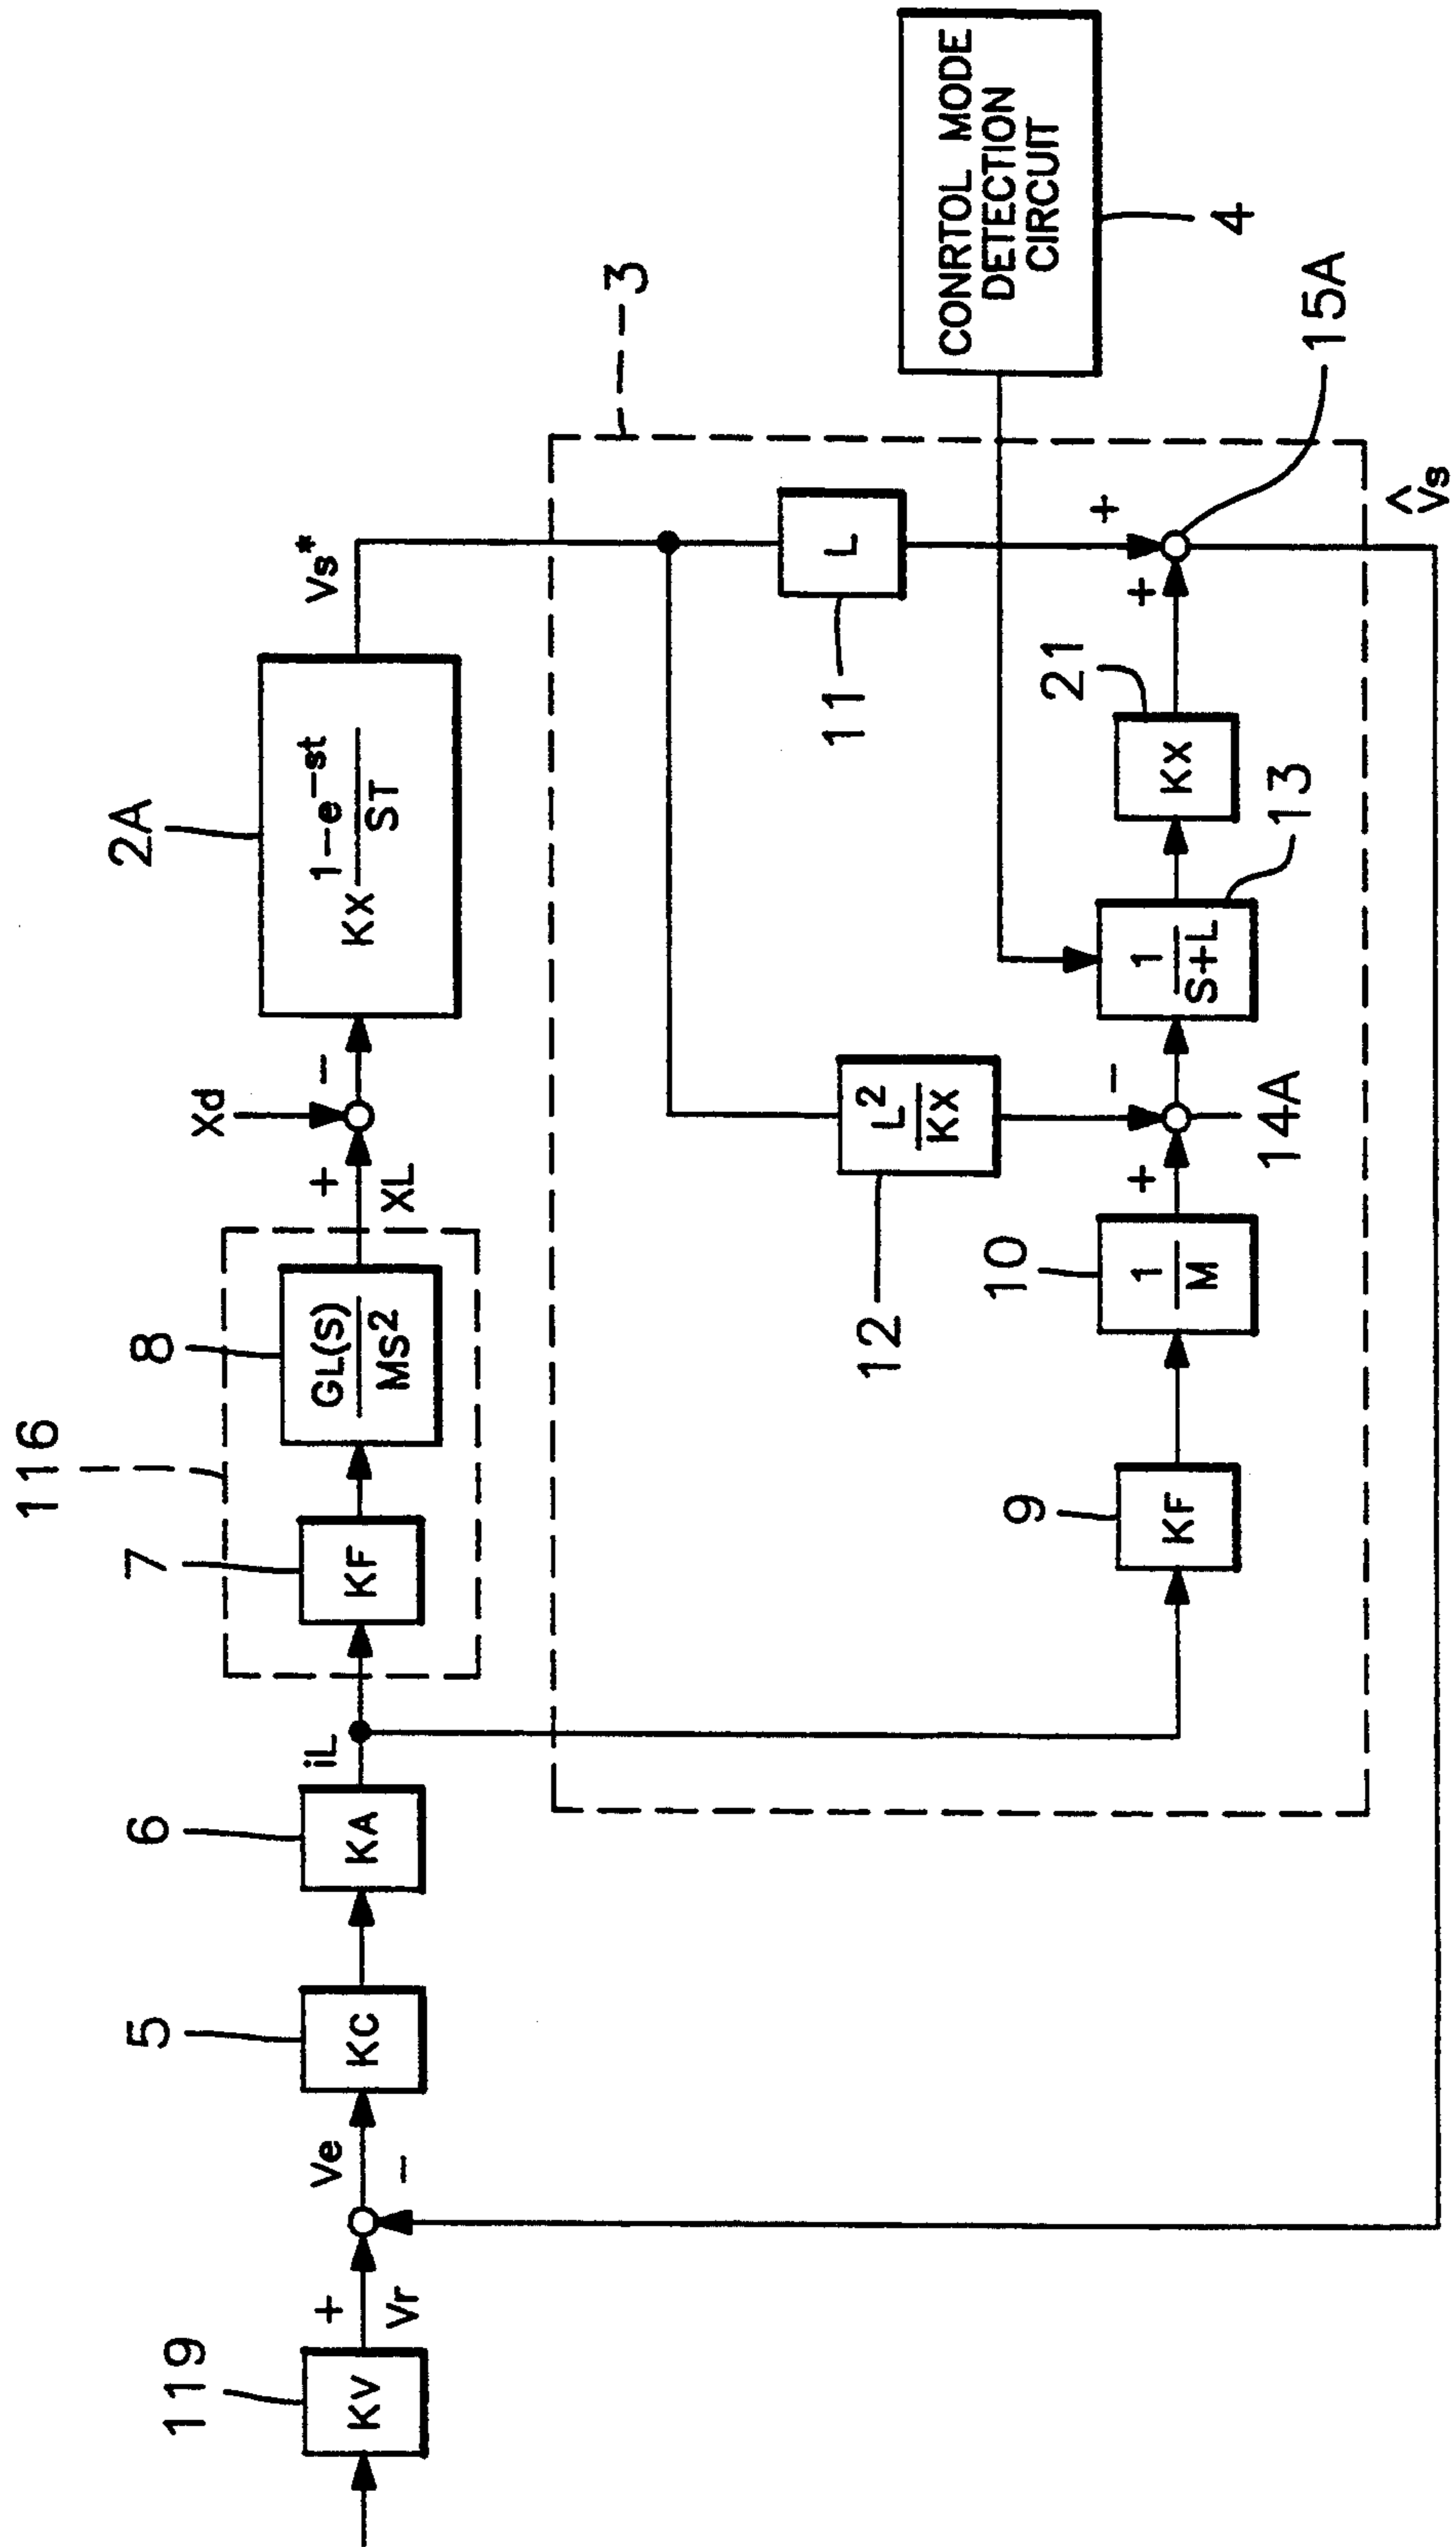 119
KV
+
Vr
Ve
−
5
KC
6
KA
iL
116
7
KF
8
GL(S)
MS²
+
XL
Xd
−
2A
KX 1−e⁻ˢᵗ
ST
Vs*
3
9
KF
10
1
M
+
−
14A
12
L²
KX
1
S+L
13
21
KX
+
+
11
L
15A
V̂s
CONRTOL MODE
DETECTION
CIRCUIT
4